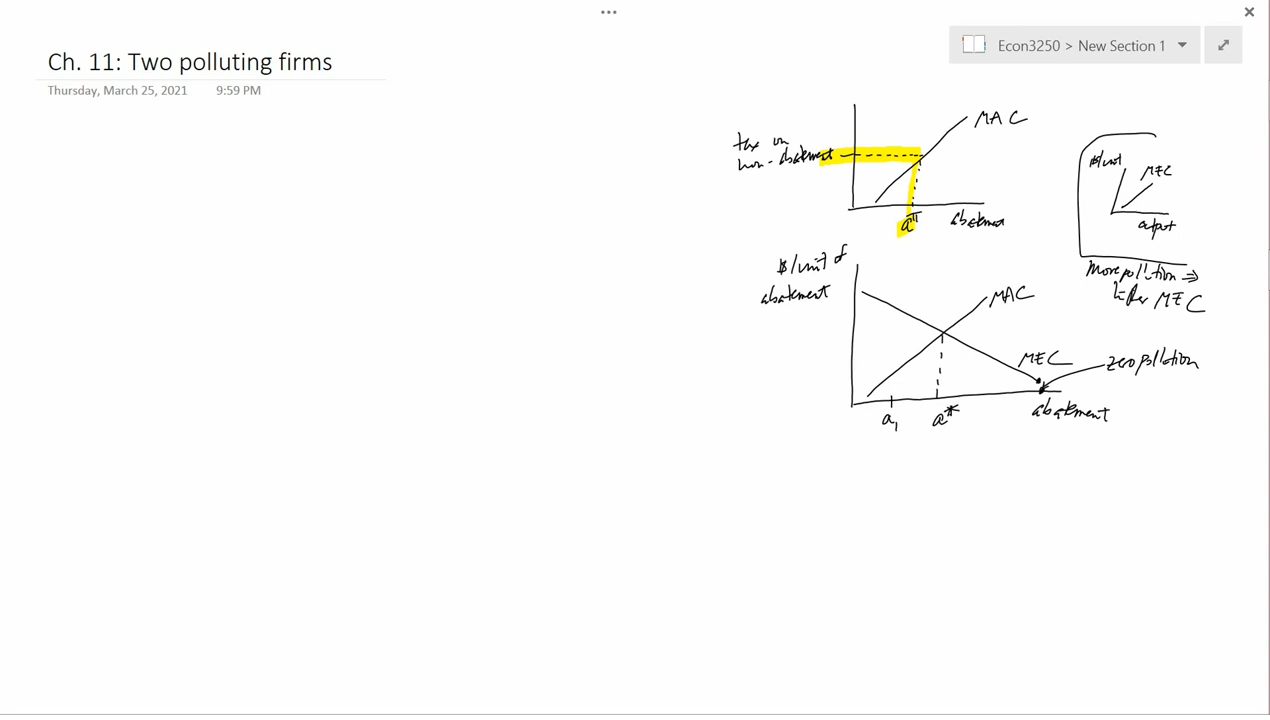 Ch. 11: Two polluting firms
Thursday, March 25, 2021 9:59 PM
Econ3250 > New Section 1
MAC
tax on
non-abatement
a*
abatement
$/unit
MEC
output
More pollution ⇒
higher MEC
$/unit of
abatement
MAC
MEC
zero pollution
a₁
a*
abatement